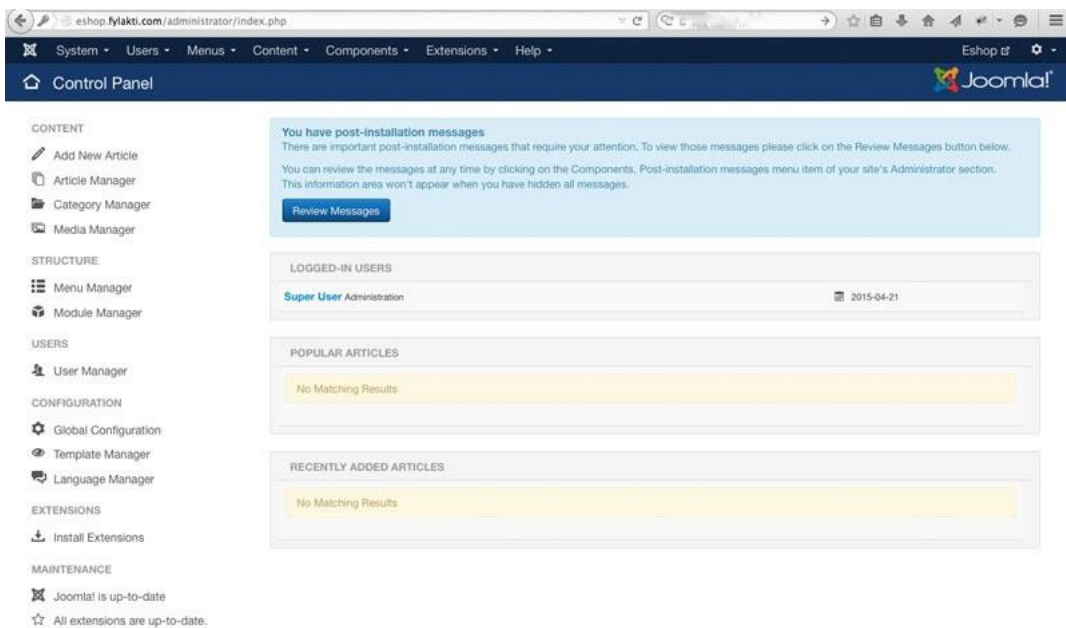 eshop.fylakti.com/administrator/index.php
System Users Menus Content Components Extensions Help Eshop
Control Panel Joomla!
CONTENT
Add New Article
Article Manager
Category Manager
Media Manager
STRUCTURE
Menu Manager
Module Manager
USERS
User Manager
CONFIGURATION
Global Configuration
Template Manager
Language Manager
EXTENSIONS
Install Extensions
MAINTENANCE
Joomla! is up-to-date
All extensions are up-to-date.
You have post-installation messages
There are important post-installation messages that require your attention. To view those messages please click on the Review Messages button below.
You can review the messages at any time by clicking on the Components, Post-installation messages menu item of your site's Administrator section.
This information area won't appear when you have hidden all messages.
Review Messages
LOGGED-IN USERS
Super User Administration 2015-04-21
POPULAR ARTICLES
No Matching Results
RECENTLY ADDED ARTICLES
No Matching Results